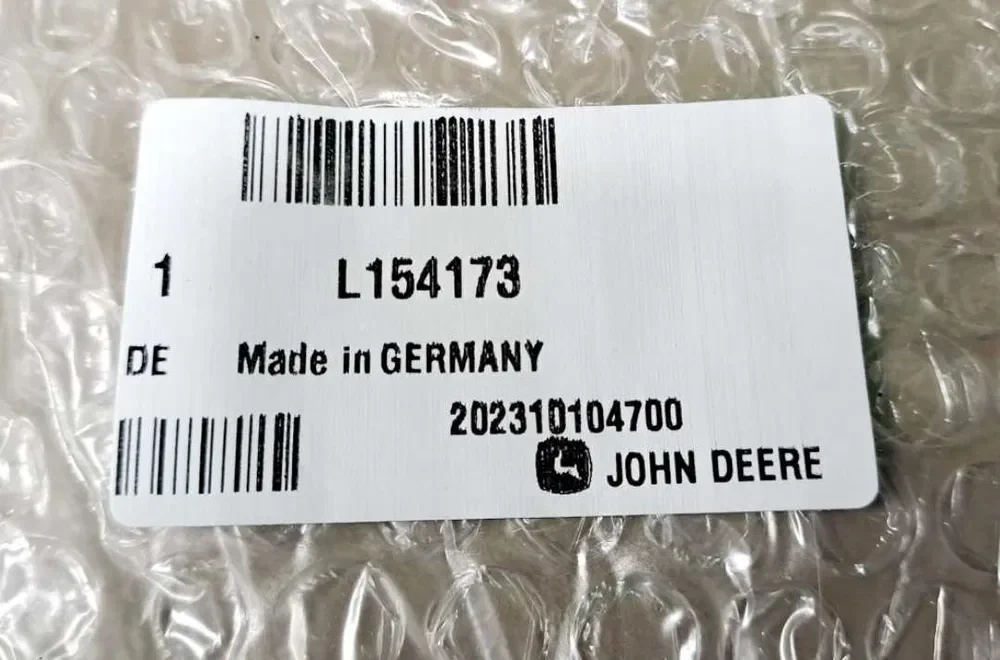 1 L154173
DE Made in GERMANY
202310104700
JOHN DEERE